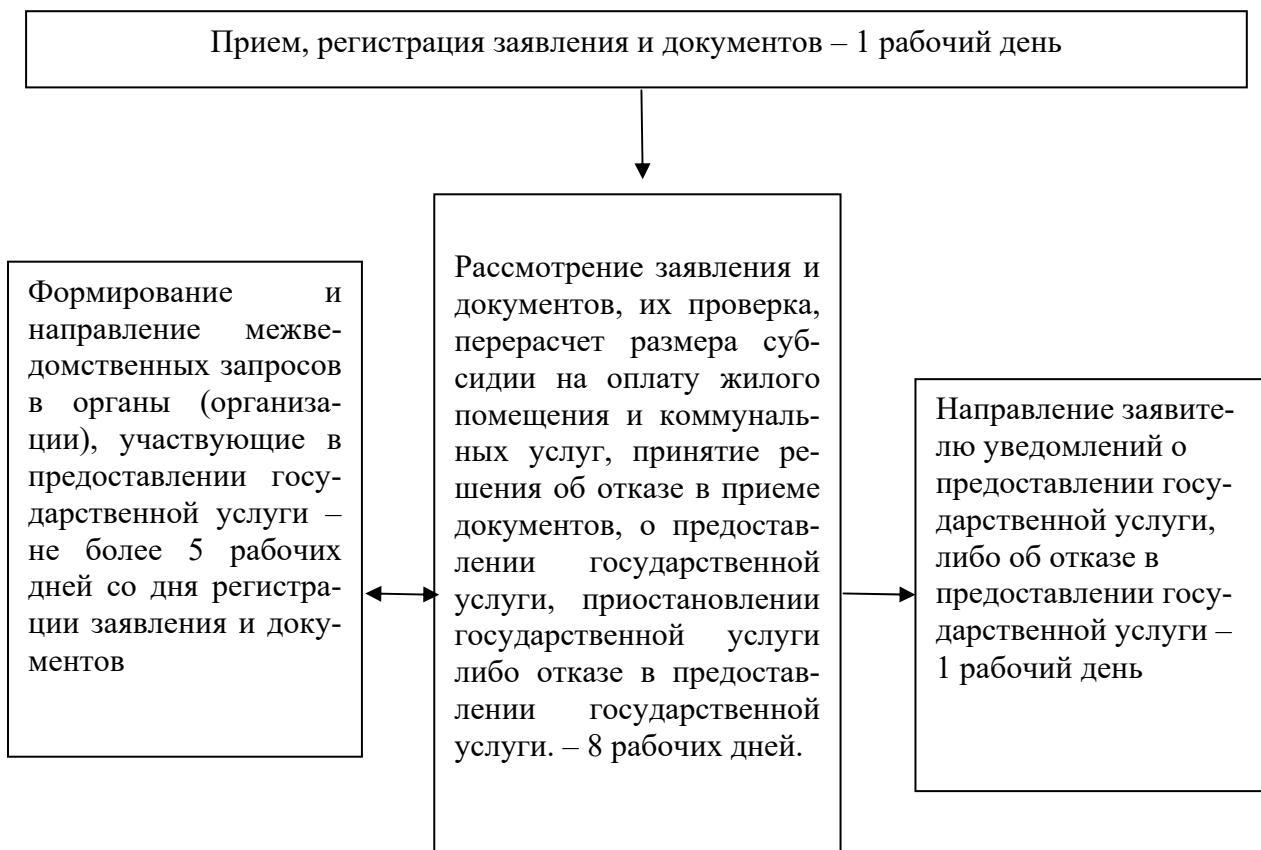 Прием, регистрация заявления и документов – 1 рабочий день
Формирование и
направление межве-
домственных запросов
в органы (организа-
ции), участвующие в
предоставлении госу-
дарственной услуги –
не более 5 рабочих
дней со дня регистра-
ции заявления и доку-
ментов
Рассмотрение заявления и
документов, их проверка,
перерасчет размера суб-
сидии на оплату жилого
помещения и коммуналь-
ных услуг, принятие ре-
шения об отказе в приеме
документов, о предостав-
лении государственной
услуги, приостановлении
государственной услуги
либо отказе в предостав-
лении государственной
услуги. – 8 рабочих дней.
Направление заявите-
лю уведомлений о
предоставлении госу-
дарственной услуги,
либо об отказе в
предоставлении госу-
дарственной услуги –
1 рабочий день